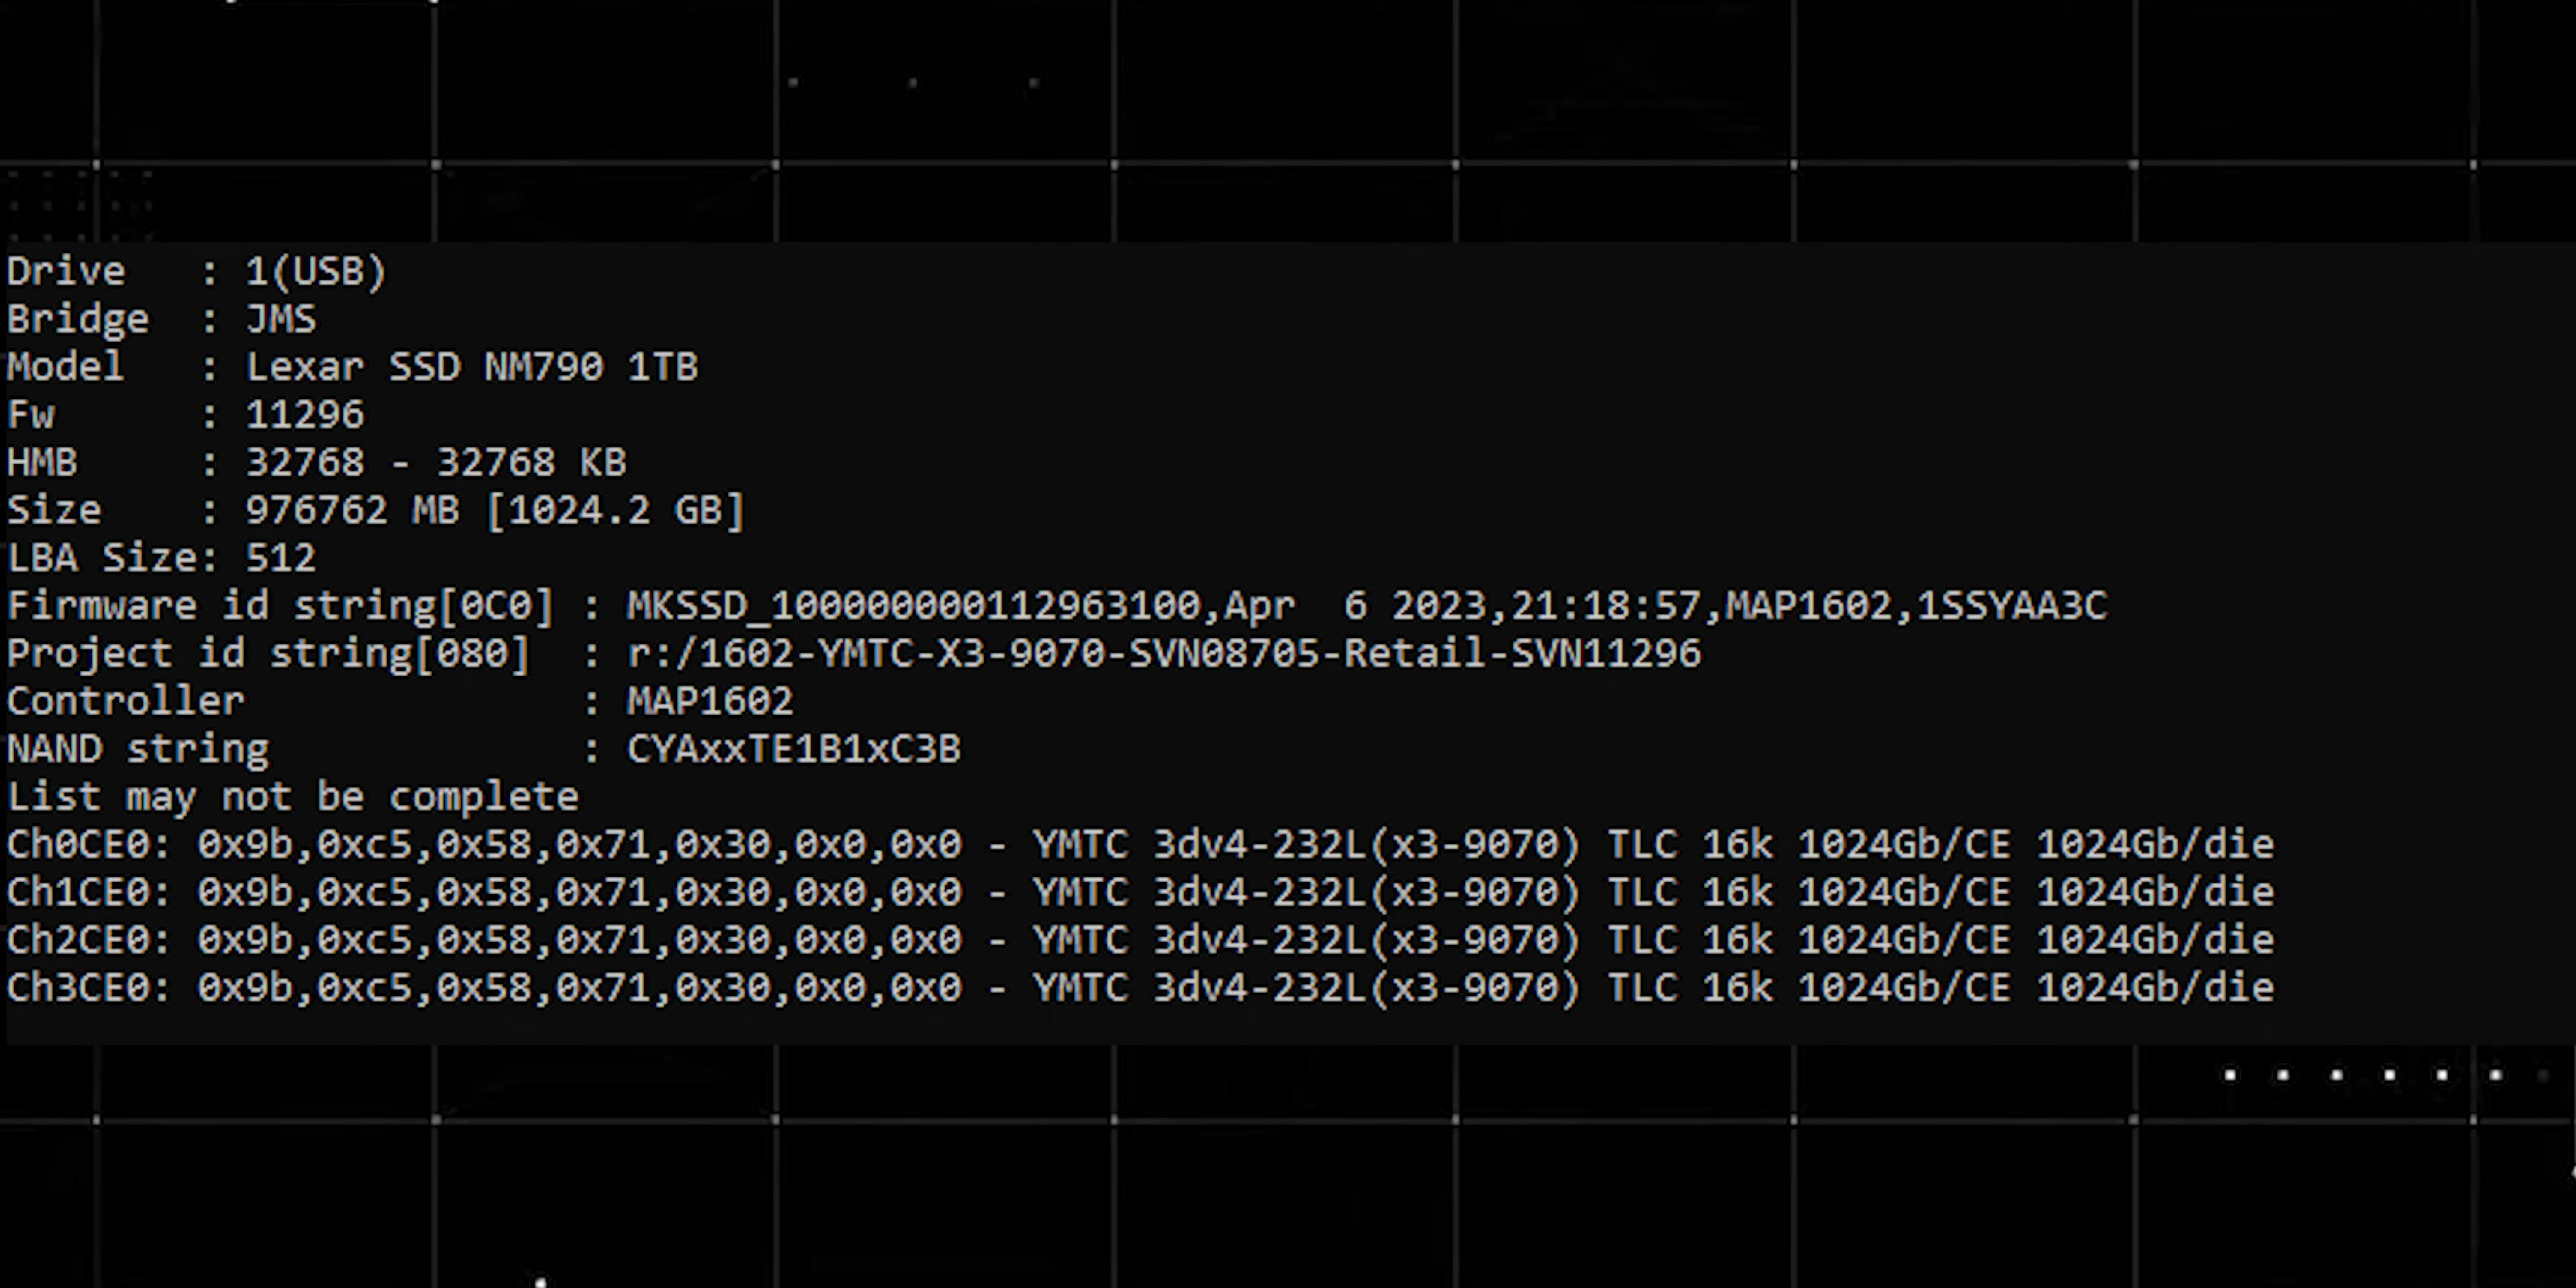 Drive   : 1(USB)
Bridge  : JMS
Model   : Lexar SSD NM790 1TB
Fw      : 11296
HMB     : 32768 - 32768 KB
Size    : 976762 MB [1024.2 GB]
LBA Size: 512
Firmware id string[0C0] : MKSSD_100000000112963100,Apr  6 2023,21:18:57,MAP1602,1SSYAA3C
Project id string[080]  : r:/1602-YMTC-X3-9070-SVN08705-Retail-SVN11296
Controller              : MAP1602
NAND string             : CYAxxTE1B1xC3B
List may not be complete
Ch0CE0: 0x9b,0xc5,0x58,0x71,0x30,0x0,0x0 - YMTC 3dv4-232L(x3-9070) TLC 16k 1024Gb/CE 1024Gb/die
Ch1CE0: 0x9b,0xc5,0x58,0x71,0x30,0x0,0x0 - YMTC 3dv4-232L(x3-9070) TLC 16k 1024Gb/CE 1024Gb/die
Ch2CE0: 0x9b,0xc5,0x58,0x71,0x30,0x0,0x0 - YMTC 3dv4-232L(x3-9070) TLC 16k 1024Gb/CE 1024Gb/die
Ch3CE0: 0x9b,0xc5,0x58,0x71,0x30,0x0,0x0 - YMTC 3dv4-232L(x3-9070) TLC 16k 1024Gb/CE 1024Gb/die